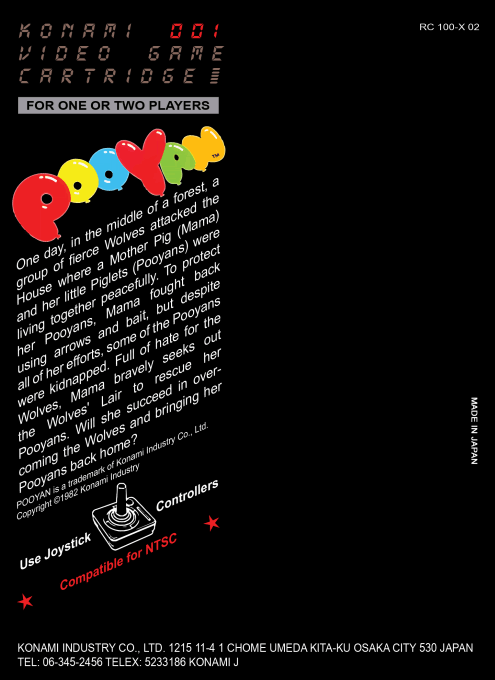 KONAMI 001
VIDEO GAME
CARTRIDGE
RC 100-X 02
FOR ONE OR TWO PLAYERS
POOYAN™
One day, in the middle of a forest, a
group of fierce Wolves attacked the
House where a Mother Pig (Mama)
and her little Piglets (Pooyans) were
living together peacefully. To protect
her Pooyans, Mama fought back
using arrows and bait, but despite
all of her efforts, some of the Pooyans
were kidnapped. Full of hate for the
Wolves, Mama bravely seeks out
the Wolves' Lair to rescue her
Pooyans. Will she succeed in over-
coming the Wolves and bringing her
Pooyans back home?
POOYAN is a trademark of Konami Industry Co., Ltd.
Copyright ©1982 Konami Industry
Use Joystick Controllers
Compatible for NTSC
MADE IN JAPAN
KONAMI INDUSTRY CO., LTD. 1215 11-4 1 CHOME UMEDA KITA-KU OSAKA CITY 530 JAPAN
TEL: 06-345-2456 TELEX: 5233186 KONAMI J